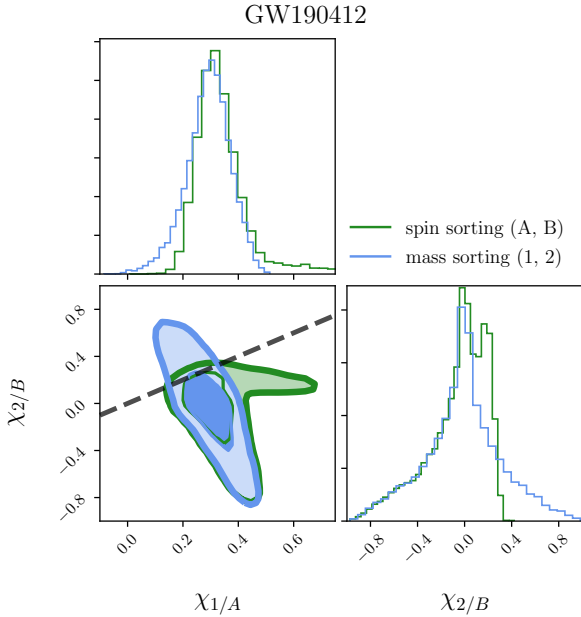 GW190412
spin sorting (A, B)
mass sorting (1, 2)
0.8
0.4
0.0
−0.4
−0.8
χ2/B
0.0 0.2 0.4 0.6
−0.8 −0.4 0.0 0.4 0.8
χ1/A χ2/B